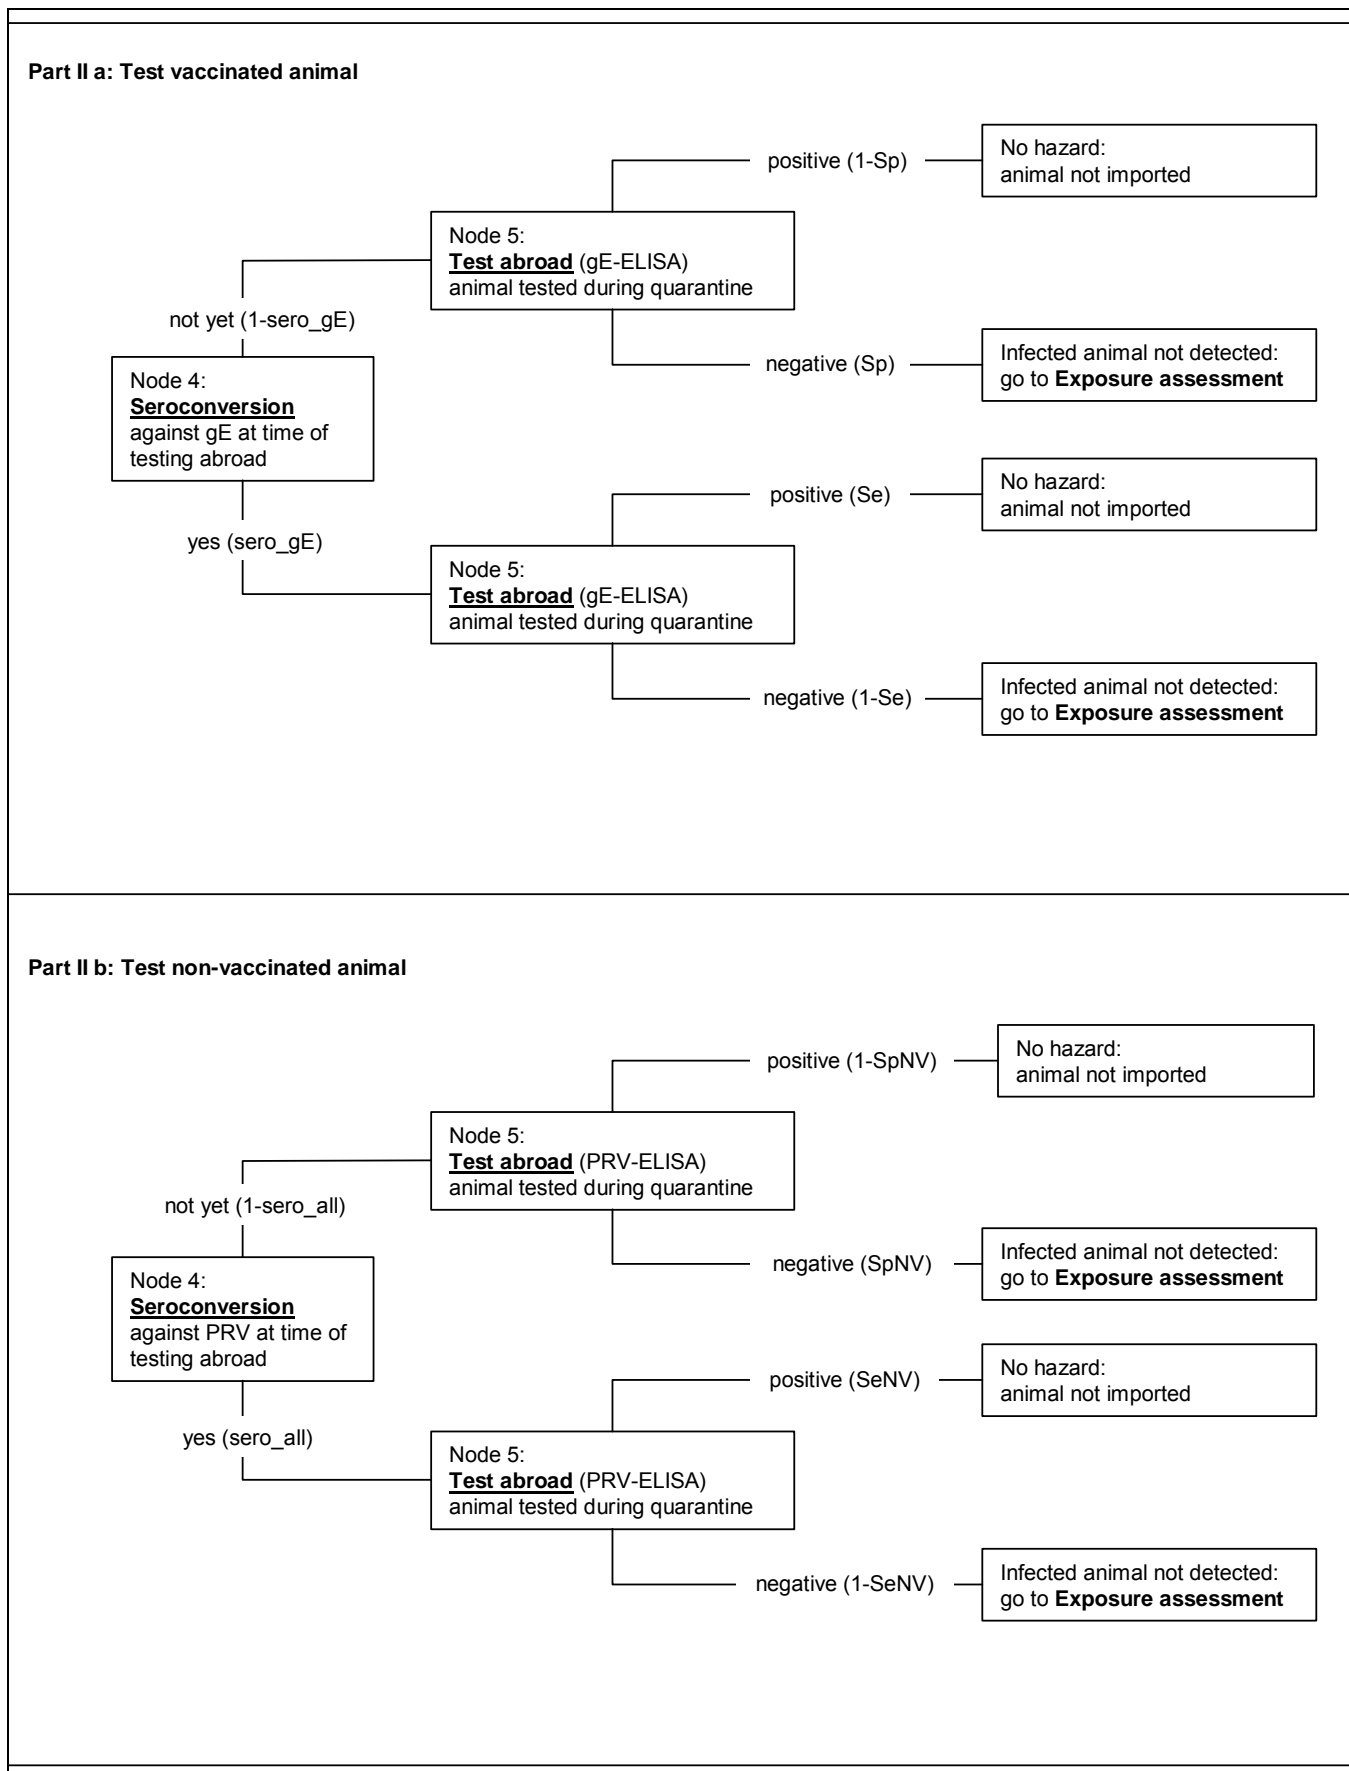 Part II a: Test vaccinated animal
positive (1-Sp)
No hazard:
animal not imported
Node 5:
Test abroad (gE-ELISA)
animal tested during quarantine
not yet (1-sero_gE)
negative (Sp)
Infected animal not detected:
go to Exposure assessment
Node 4:
Seroconversion
against gE at time of
testing abroad
positive (Se)
No hazard:
animal not imported
yes (sero_gE)
Node 5:
Test abroad (gE-ELISA)
animal tested during quarantine
negative (1-Se)
Infected animal not detected:
go to Exposure assessment
Part II b: Test non-vaccinated animal
positive (1-SpNV)
No hazard:
animal not imported
Node 5:
Test abroad (PRV-ELISA)
animal tested during quarantine
not yet (1-sero_all)
negative (SpNV)
Infected animal not detected:
go to Exposure assessment
Node 4:
Seroconversion
against PRV at time of
testing abroad
positive (SeNV)
No hazard:
animal not imported
yes (sero_all)
Node 5:
Test abroad (PRV-ELISA)
animal tested during quarantine
negative (1-SeNV)
Infected animal not detected:
go to Exposure assessment